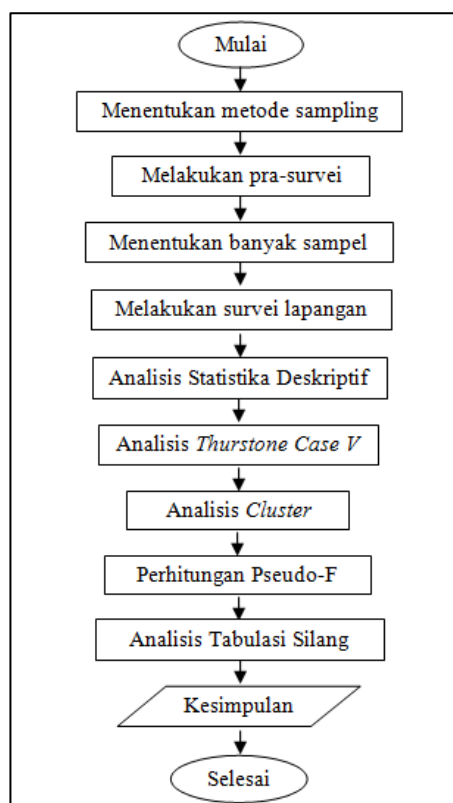 Mulai
Menentukan metode sampling
Melakukan pra-survei
Menentukan banyak sampel
Melakukan survei lapangan
Analisis Statistika Deskriptif
Analisis Thurstone Case V
Analisis Cluster
Perhitungan Pseudo-F
Analisis Tabulasi Silang
Kesimpulan
Selesai